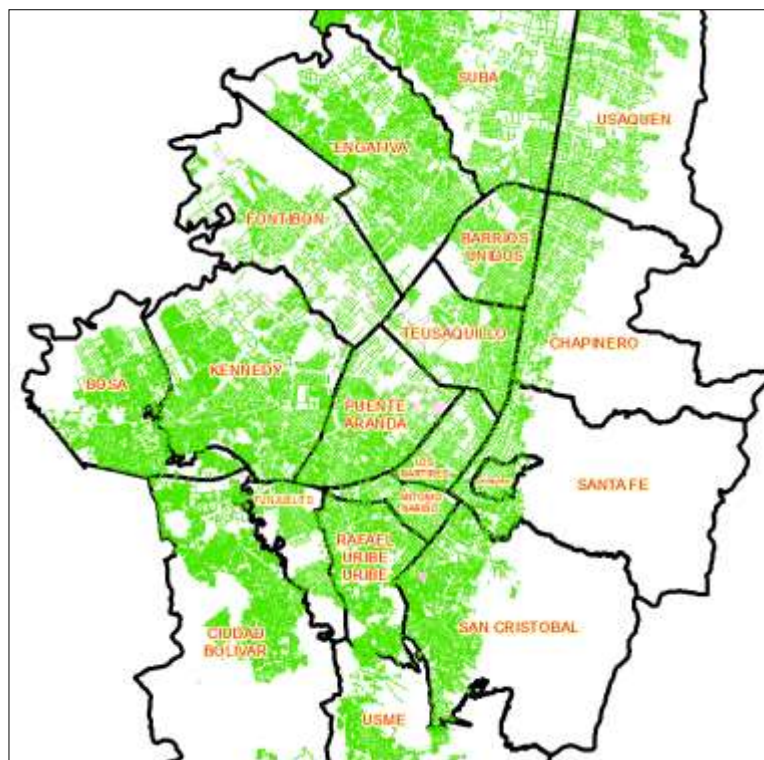 SUBA
USAQUEN
ENGATIVA
FONTIBON
BARRIOS
UNIDOS
TEUSAQUILLO
CHAPINERO
KENNEDY
BOSA
PUENTE
ARANDA
LOS
MARTIRES
SANTA FE
TUNJUELITO
ANTONIO
NARIÑO
RAFAEL
URIBE
URIBE
SAN CRISTOBAL
CIUDAD
BOLIVAR
USME